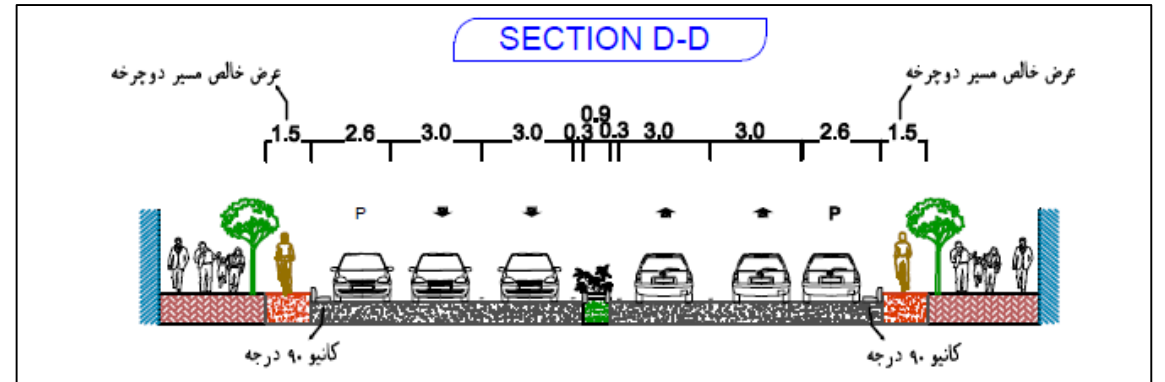 SECTION D-D
عرض خالص مسیر دوچرخه
عرض خالص مسیر دوچرخه
1.5 2.6 3.0 3.0 0.3 0.9 0.3 3.0 3.0 2.6 1.5
P P
کانیو ۹۰ درجه
کانیو ۹۰ درجه